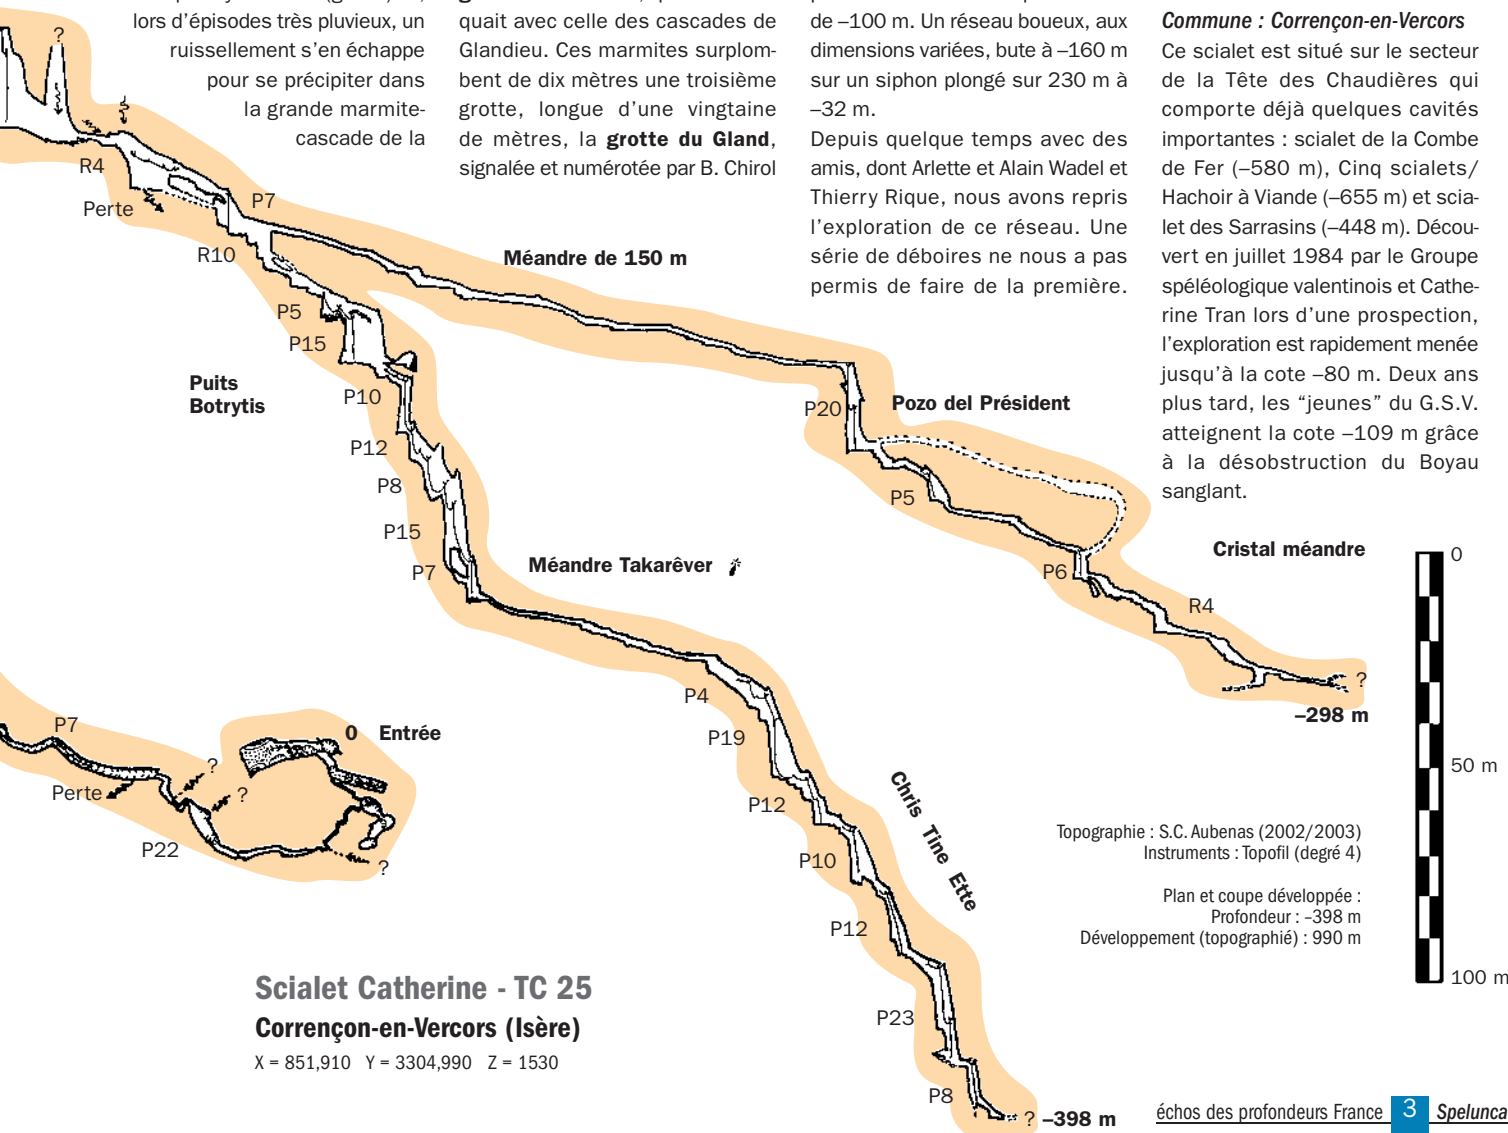 lors d'épisodes très pluvieux, un
ruissellement s'en échappe
pour se précipiter dans
la grande marmite-
cascade de la
quait avec celle des cascades de
Glandieu. Ces marmites surplom-
bent de dix mètres une troisième
grotte, longue d'une vingtaine
de mètres, la grotte du Gland,
signalée et numérotée par B. Chirol
de –100 m. Un réseau boueux, aux
dimensions variées, bute à –160 m
sur un siphon plongé sur 230 m à
–32 m.
Depuis quelque temps avec des
amis, dont Arlette et Alain Wadel et
Thierry Rique, nous avons repris
l'exploration de ce réseau. Une
série de déboires ne nous a pas
permis de faire de la première.
Commune : Corrençon-en-Vercors
Ce scialet est situé sur le secteur
de la Tête des Chaudières qui
comporte déjà quelques cavités
importantes : scialet de la Combe
de Fer (–580 m), Cinq scialets/
Hachoir à Viande (–655 m) et scia-
let des Sarrasins (–448 m). Décou-
vert en juillet 1984 par le Groupe
spéléologique valentinois et Cathe-
rine Tran lors d'une prospection,
l'exploration est rapidement menée
jusqu'à la cote –80 m. Deux ans
plus tard, les “jeunes” du G.S.V.
atteignent la cote –109 m grâce
à la désobstruction du Boyau
sanglant.
?
R4
Perte
P7
R10
Méandre de 150 m
P5
P15
Puits
Botrytis
P10
P12
P8
P15
P7
Méandre Takarêver
P20
Pozo del Président
P5
P6
Cristal méandre
R4
?
–298 m
0
50 m
100 m
P4
P19
P12
P10
P12
P23
P8
Chris Tine Ette
? –398 m
P7
Perte
P22
?
?
?
0 Entrée
Topographie : S.C. Aubenas (2002/2003)
Instruments : Topofil (degré 4)
Plan et coupe développée :
Profondeur : –398 m
Développement (topographié) : 990 m
Scialet Catherine - TC 25
Corrençon-en-Vercors (Isère)
X = 851,910 Y = 3304,990 Z = 1530
échos des profondeurs France 3 Spelunca